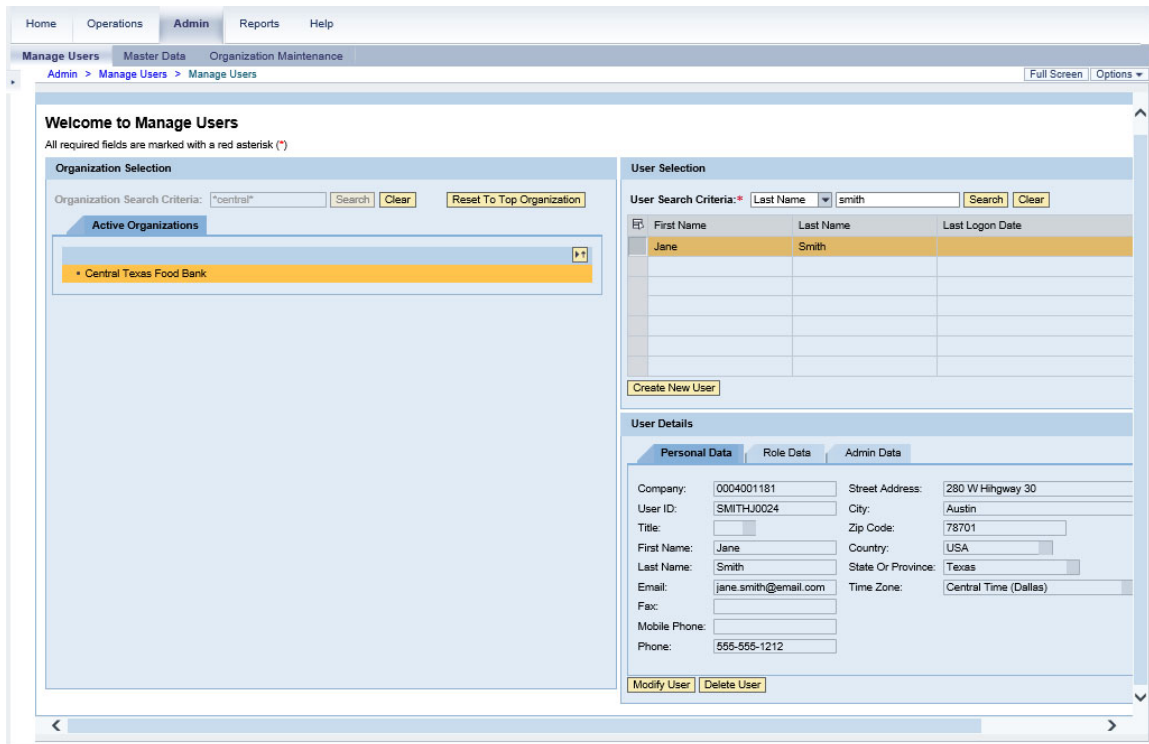 Home Operations Admin Reports Help
Manage Users Master Data Organization Maintenance
Admin > Manage Users > Manage Users Full Screen Options
Welcome to Manage Users
All required fields are marked with a red asterisk (*)
Organization Selection
Organization Search Criteria: *central* Search Clear Reset To Top Organization
Active Organizations
Central Texas Food Bank
User Selection
User Search Criteria:* Last Name smith Search Clear
First Name Last Name Last Logon Date
Jane Smith
Create New User
User Details
Personal Data Role Data Admin Data
Company: 0004001181 Street Address: 280 W Hihgway 30
User ID: SMITHJ0024 City: Austin
Title: Zip Code: 78701
First Name: Jane Country: USA
Last Name: Smith State Or Province: Texas
Email: jane.smith@email.com Time Zone: Central Time (Dallas)
Fax:
Mobile Phone:
Phone: 555-555-1212
Modify User Delete User